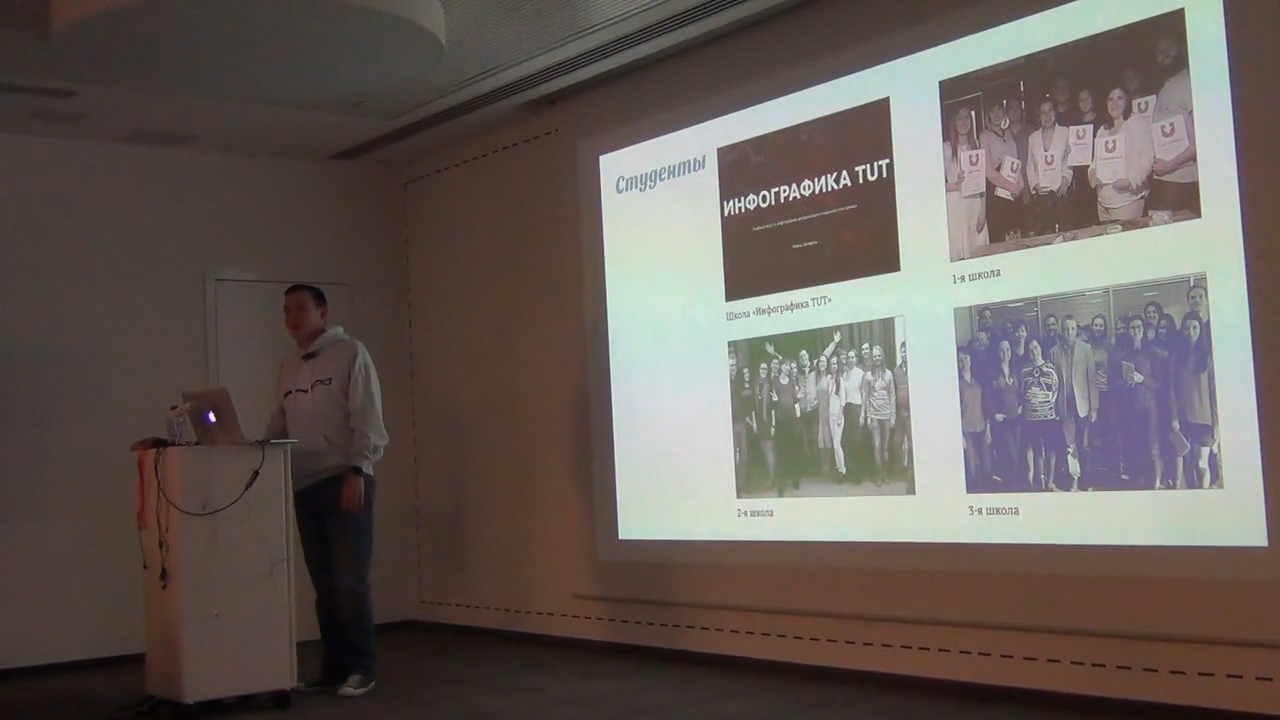 Студенты
ИНФОГРАФИКА TUT
Школа «Инфографика TUT»
1-я школа
2-я школа
3-я школа